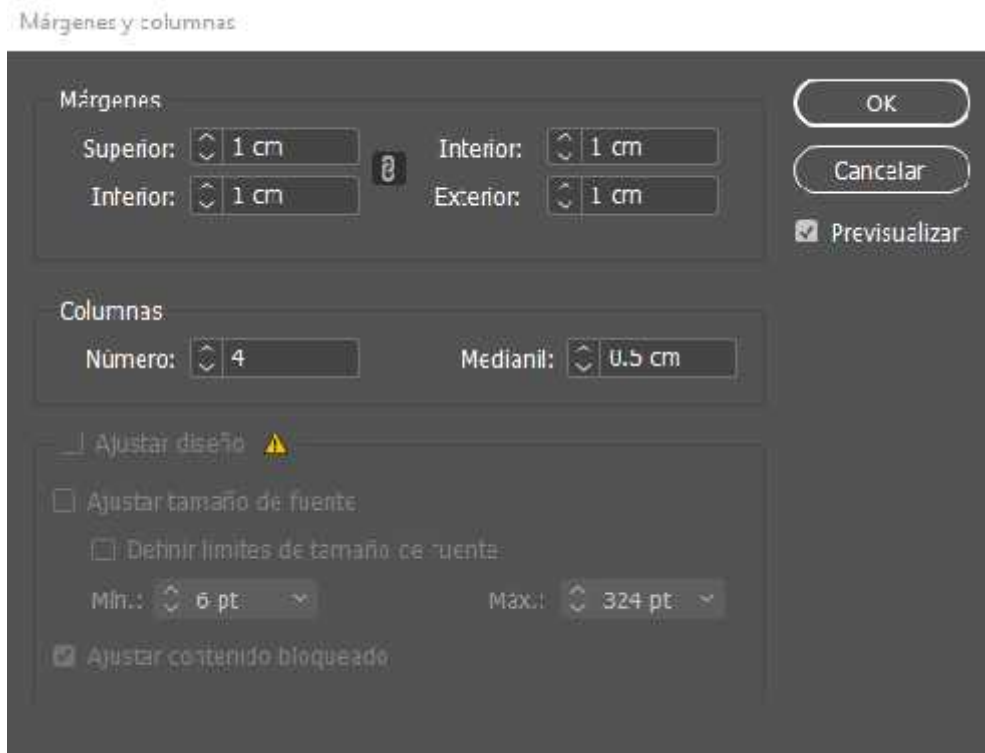 Márgenes y columnas
Márgenes
Superior: 1 cm
Interior: 1 cm
Inferior: 1 cm
Exterior: 1 cm
OK
Cancelar
Previsualizar
Columnas
Número: 4
Medianil: 0.5 cm
Ajustar diseño
Ajustar tamaño de fuente
Definir límites de tamaño de fuente
Mín.: 6 pt
Máx.: 324 pt
Ajustar contenido bloqueado